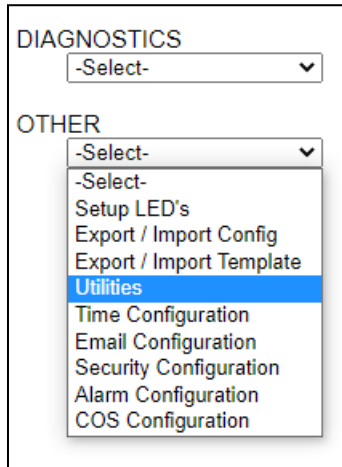 DIAGNOSTICS
-Select-
OTHER
-Select-
-Select-
Setup LED's
Export / Import Config
Export / Import Template
Utilities
Time Configuration
Email Configuration
Security Configuration
Alarm Configuration
COS Configuration